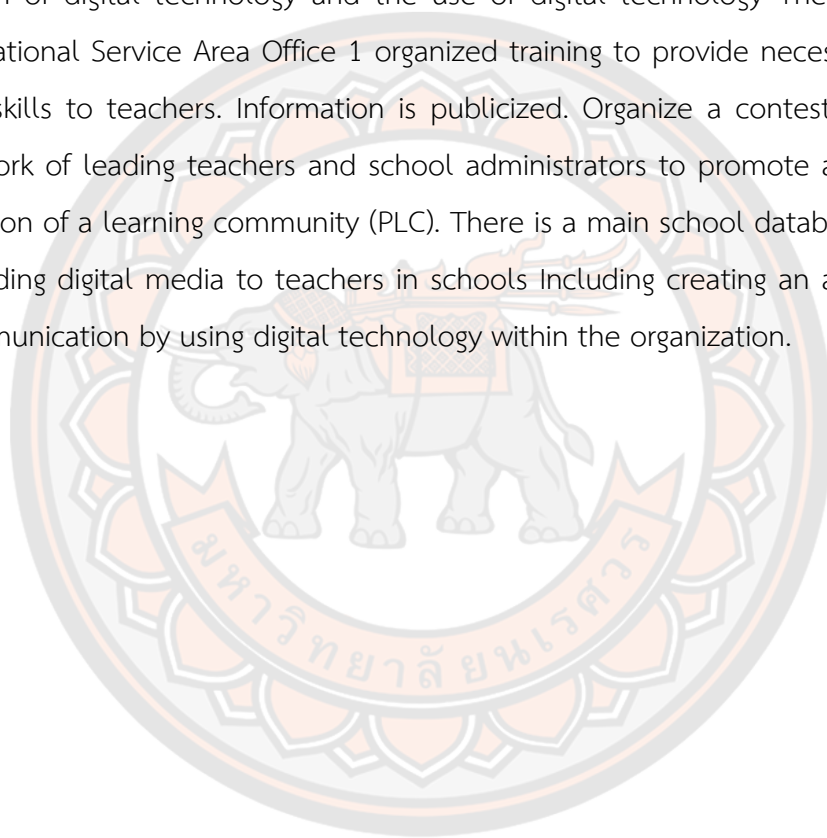 of digital technology and the use of digital technology The
ational Service Area Office 1 organized training to provide neces
skills to teachers. Information is publicized. Organize a contest
ork of leading teachers and school administrators to promote a
on of a learning community (PLC). There is a main school datab
ding digital media to teachers in schools Including creating an a
munication by using digital technology within the organization.
มหาวิทยาลัยนเรศวร